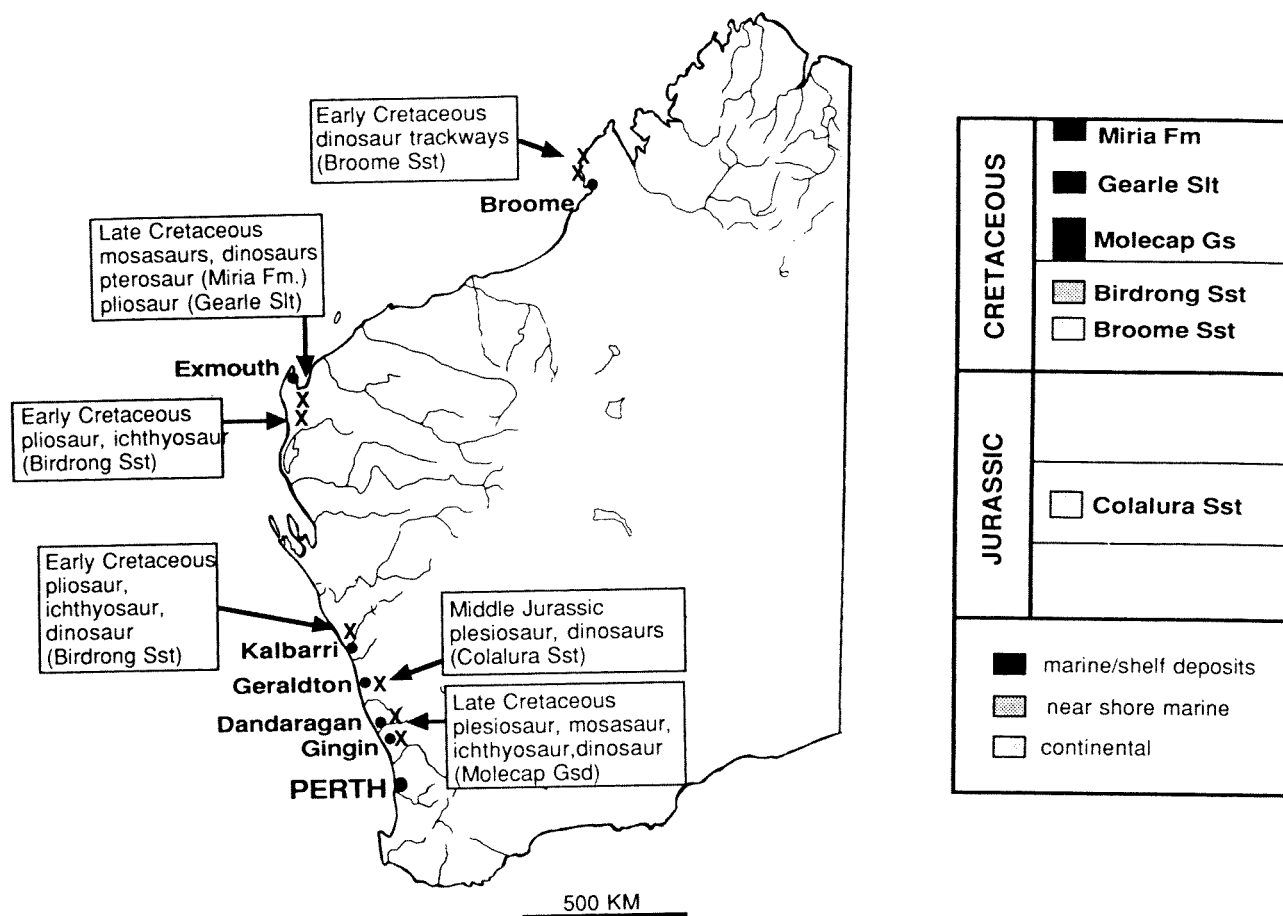 Early Cretaceous
dinosaur trackways
(Broome Sst)
Broome
Late Cretaceous
mosasaurs, dinosaurs
pterosaur (Miria Fm.)
pliosaur (Gearle Slt)
Exmouth
Early Cretaceous
pliosaur, ichthyosaur
(Birdrong Sst)
Early Cretaceous
pliosaur,
ichthyosaur,
dinosaur
(Birdrong Sst)
Kalbarri
Middle Jurassic
plesiosaur, dinosaurs
(Colalura Sst)
Geraldton
Dandaragan
Gingin
Late Cretaceous
plesiosaur, mosasaur,
ichthyosaur,dinosaur
(Molecap Gsd)
PERTH
500 KM
X
X
X
X
X
X
X
X
CRETACEOUS
Miria Fm
Gearle Slt
Molecap Gs
Birdrong Sst
Broome Sst
JURASSIC
Colalura Sst
marine/shelf deposits
near shore marine
continental